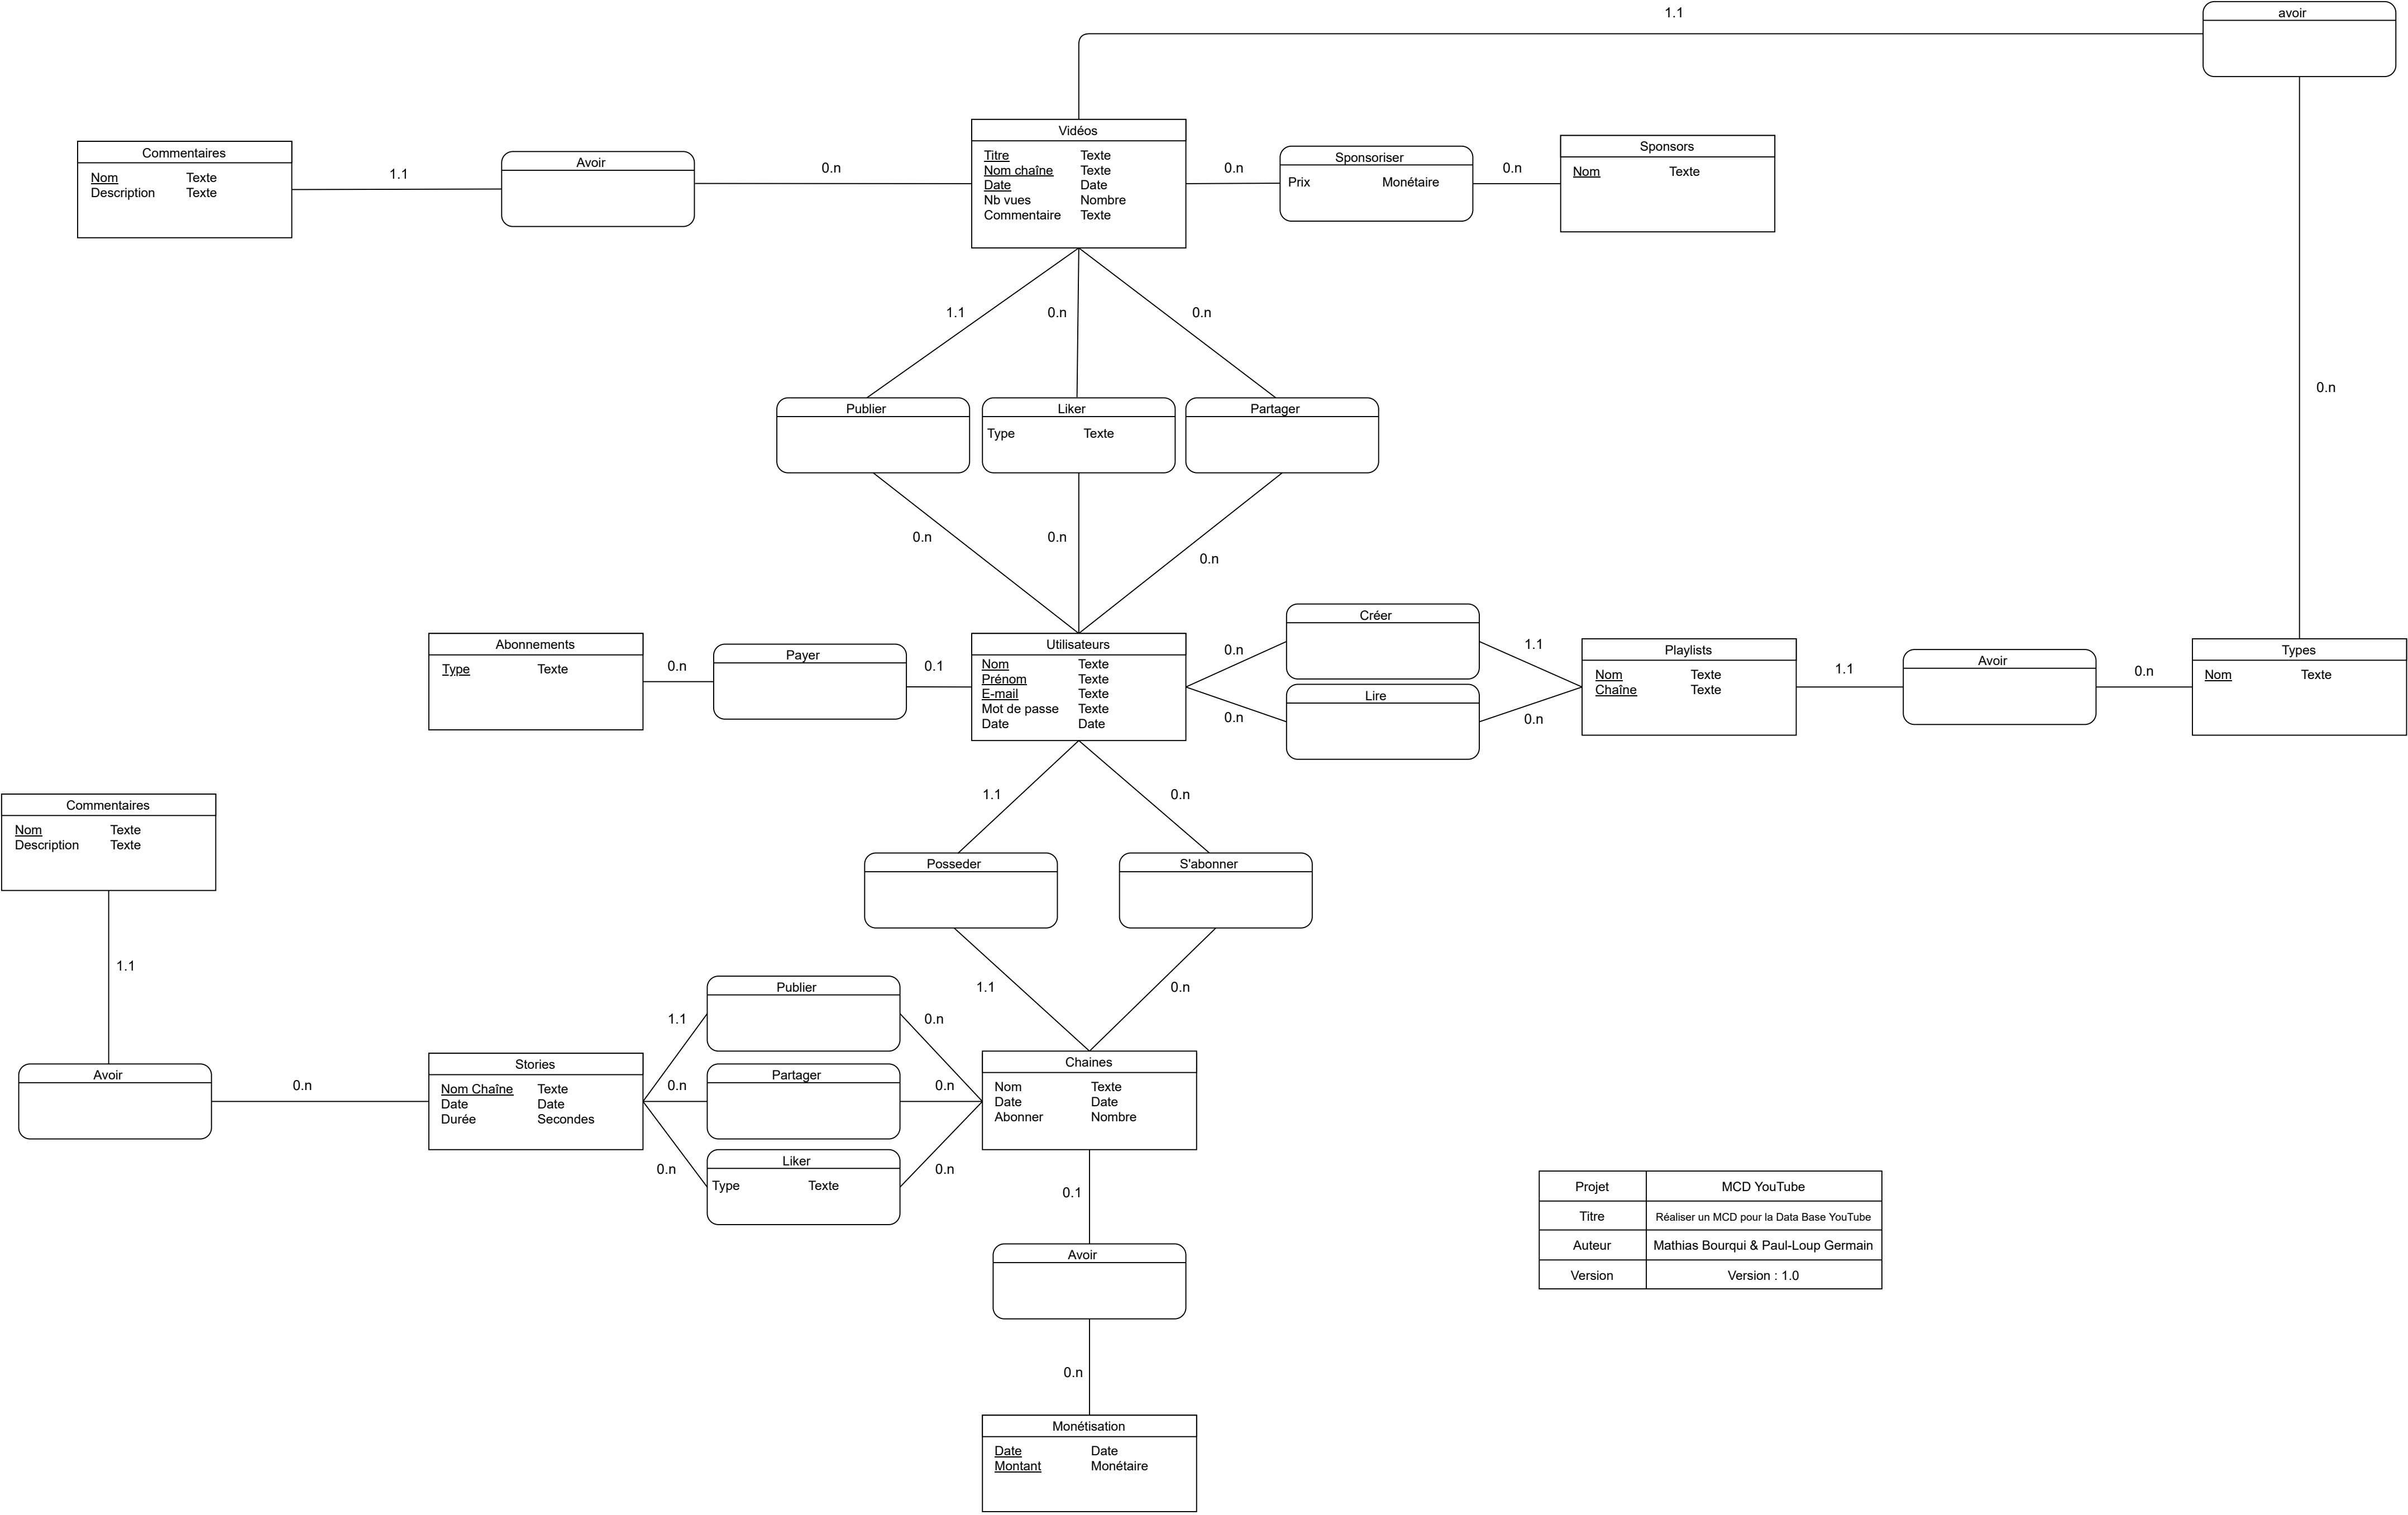 1.1
avoir
Commentaires
Nom Texte
Description Texte
1.1
Avoir
0.n
Vidéos
Titre Texte
Nom chaîne Texte
Date Date
Nb vues Nombre
Commentaire Texte
0.n
Sponsoriser
Prix Monétaire
0.n
Sponsors
Nom Texte
1.1
0.n
0.n
0.n
Publier
Liker
Type Texte
Partager
0.n
0.n
0.n
Abonnements
Type Texte
0.n
Payer
0.1
Utilisateurs
Nom Texte
Prénom Texte
E-mail Texte
Mot de passe Texte
Date Date
0.n
0.n
Créer
Lire
1.1
0.n
Playlists
Nom Texte
Chaîne Texte
1.1
Avoir
0.n
Types
Nom Texte
Commentaires
Nom Texte
Description Texte
1.1
1.1
0.n
Posseder
S'abonner
1.1
0.n
Avoir
0.n
Stories
Nom Chaîne Texte
Date Date
Durée Secondes
1.1
0.n
0.n
Publier
Partager
Liker
Type Texte
0.n
0.n
0.n
Chaines
Nom Texte
Date Date
Abonner Nombre
0.1
Avoir
0.n
Monétisation
Date Date
Montant Monétaire
Projet MCD YouTube
Titre Réaliser un MCD pour la Data Base YouTube
Auteur Mathias Bourqui & Paul-Loup Germain
Version Version : 1.0